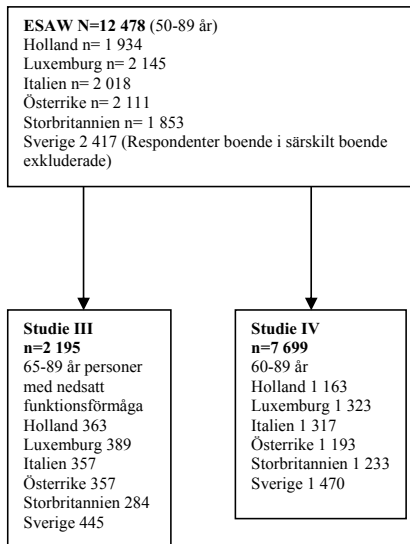 ESAW N=12 478 (50-89 år)
Holland n= 1 934
Luxemburg n= 2 145
Italien n= 2 018
Österrike n= 2 111
Storbritannien n= 1 853
Sverige 2 417 (Respondenter boende i särskilt boende
exkluderade)
Studie III
n=2 195
65-89 år personer
med nedsatt
funktionsförmåga
Holland 363
Luxemburg 389
Italien 357
Österrike 357
Storbritannien 284
Sverige 445
Studie IV
n=7 699
60-89 år
Holland 1 163
Luxemburg 1 323
Italien 1 317
Österrike 1 193
Storbritannien 1 233
Sverige 1 470